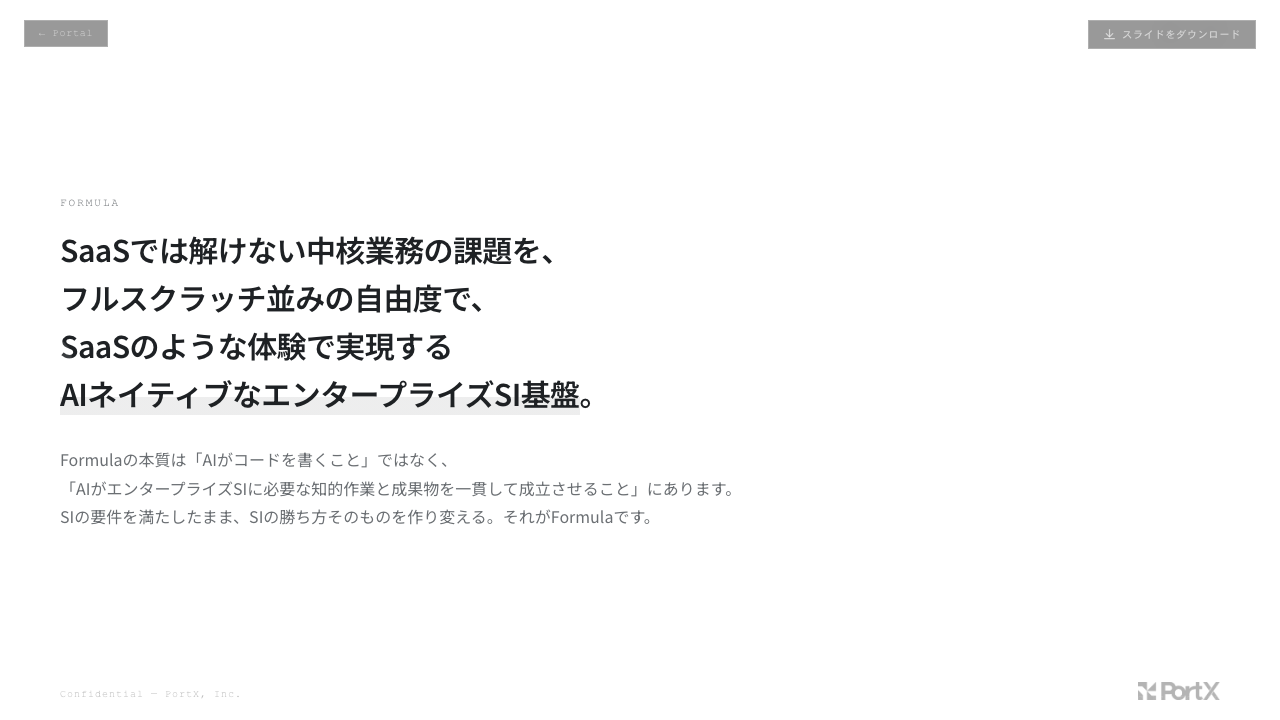 ← Portal
スライドをダウンロード
FORMULA
SaaSでは解けない中核業務の課題を、
フルスクラッチ並みの自由度で、
SaaSのような体験で実現する
AIネイティブなエンタープライズSI基盤。
Formulaの本質は「AIがコードを書くこと」ではなく、
「AIがエンタープライズSIに必要な知的作業と成果物を一貫して成立させること」にあります。
SIの要件を満たしたまま、SIの勝ち方そのものを作り変える。それがFormulaです。
Confidential — PortX, Inc.
PortX